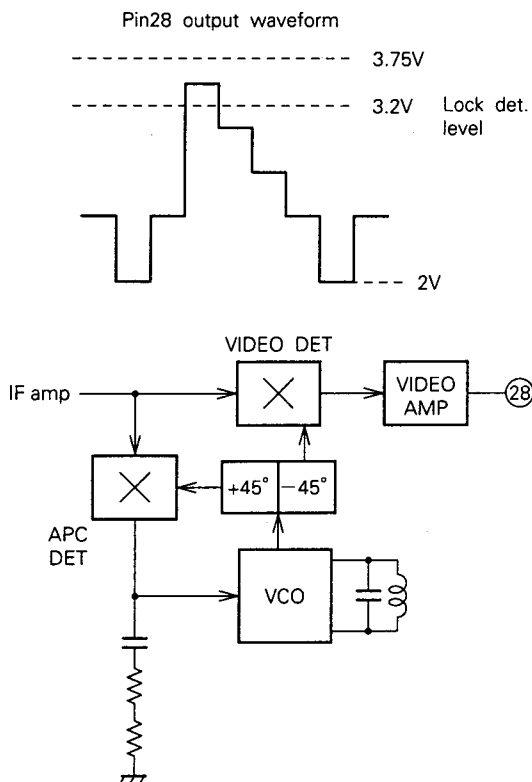 Pin28 output waveform
3.75V
3.2V
Lock det.
level
2V
VIDEO DET
IF amp
VIDEO
AMP
28
+45°
−45°
APC
DET
VCO